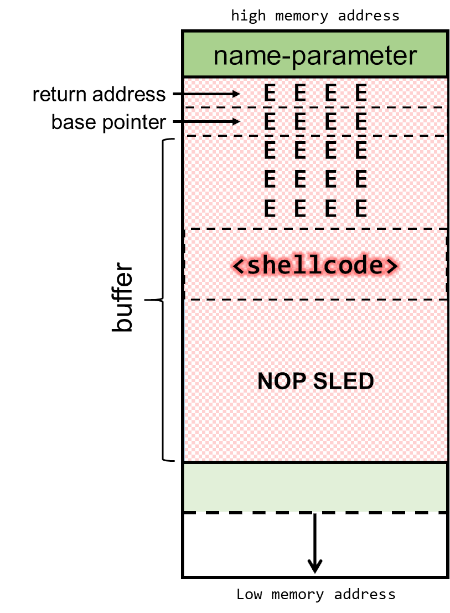 high memory address
name-parameter
return address E E E E
base pointer E E E E
E E E E
E E E E
E E E E
buffer
<shellcode>
NOP SLED
Low memory address